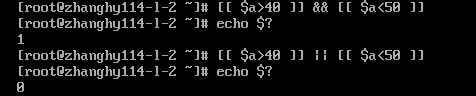 [root@zhanghy114-l-2 ~]# [[ $a>40 ]] && [[ $a<50 ]]
[root@zhanghy114-l-2 ~]# echo $?
1
[root@zhanghy114-l-2 ~]# [[ $a>40 ]] || [[ $a<50 ]]
[root@zhanghy114-l-2 ~]# echo $?
0